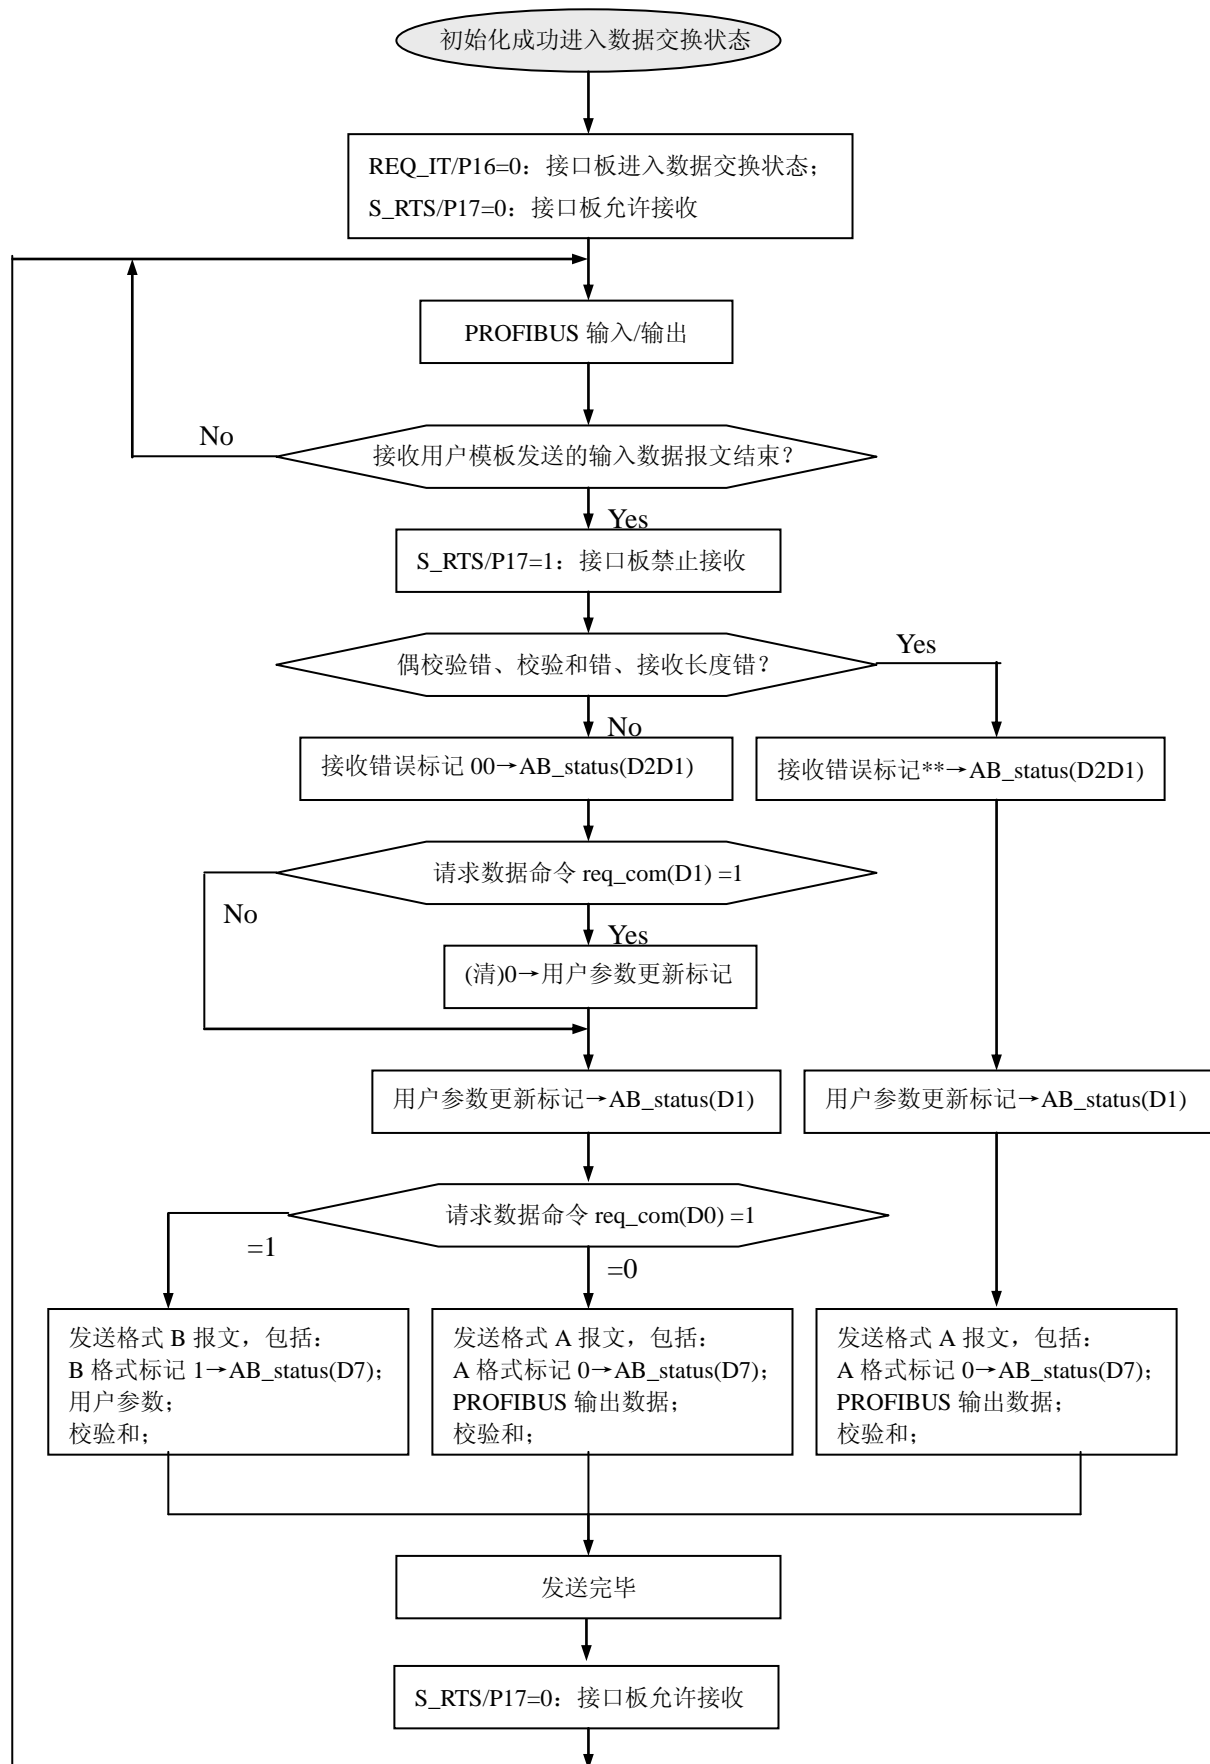 初始化成功进入数据交换状态
REQ_IT/P16=0：接口板进入数据交换状态；
S_RTS/P17=0：接口板允许接收
PROFIBUS 输入/输出
No
接收用户模板发送的输入数据报文结束？
Yes
S_RTS/P17=1：接口板禁止接收
偶校验错、校验和错、接收长度错？
Yes
No
接收错误标记 00→AB_status(D2D1)
接收错误标记**→AB_status(D2D1)
请求数据命令 req_com(D1) =1
No
Yes
(清)0→用户参数更新标记
用户参数更新标记→AB_status(D1)
用户参数更新标记→AB_status(D1)
请求数据命令 req_com(D0) =1
=1
=0
发送格式 B 报文，包括：
B 格式标记 1→AB_status(D7)；
用户参数；
校验和；
发送格式 A 报文，包括：
A 格式标记 0→AB_status(D7)；
PROFIBUS 输出数据；
校验和；
发送格式 A 报文，包括：
A 格式标记 0→AB_status(D7)；
PROFIBUS 输出数据；
校验和；
发送完毕
S_RTS/P17=0：接口板允许接收